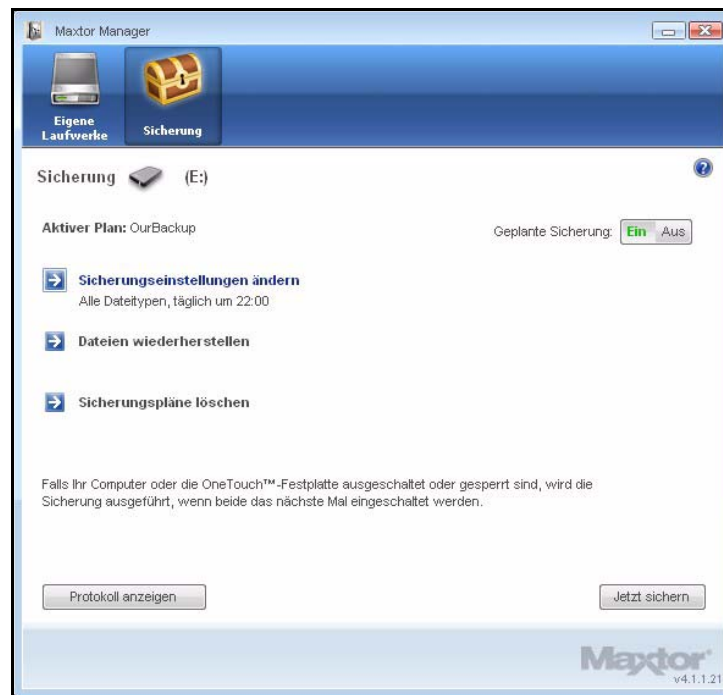 Maxtor Manager
Eigene
Laufwerke
Sicherung
Sicherung (E:)
Aktiver Plan: OurBackup
Geplante Sicherung: Ein Aus
Sicherungseinstellungen ändern
Alle Dateitypen, täglich um 22:00
Dateien wiederherstellen
Sicherungspläne löschen
Falls Ihr Computer oder die OneTouch™-Festplatte ausgeschaltet oder gesperrt sind, wird die
Sicherung ausgeführt, wenn beide das nächste Mal eingeschaltet werden.
Protokoll anzeigen
Jetzt sichern
Maxtor
v4.1.1.21